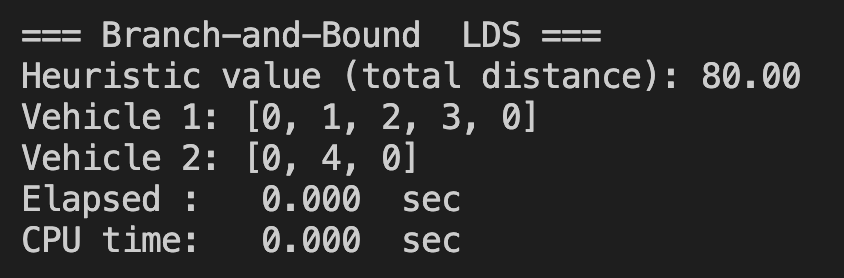 === Branch-and-Bound  LDS ===
Heuristic value (total distance): 80.00
Vehicle 1: [0, 1, 2, 3, 0]
Vehicle 2: [0, 4, 0]
Elapsed :   0.000  sec
CPU time:   0.000  sec